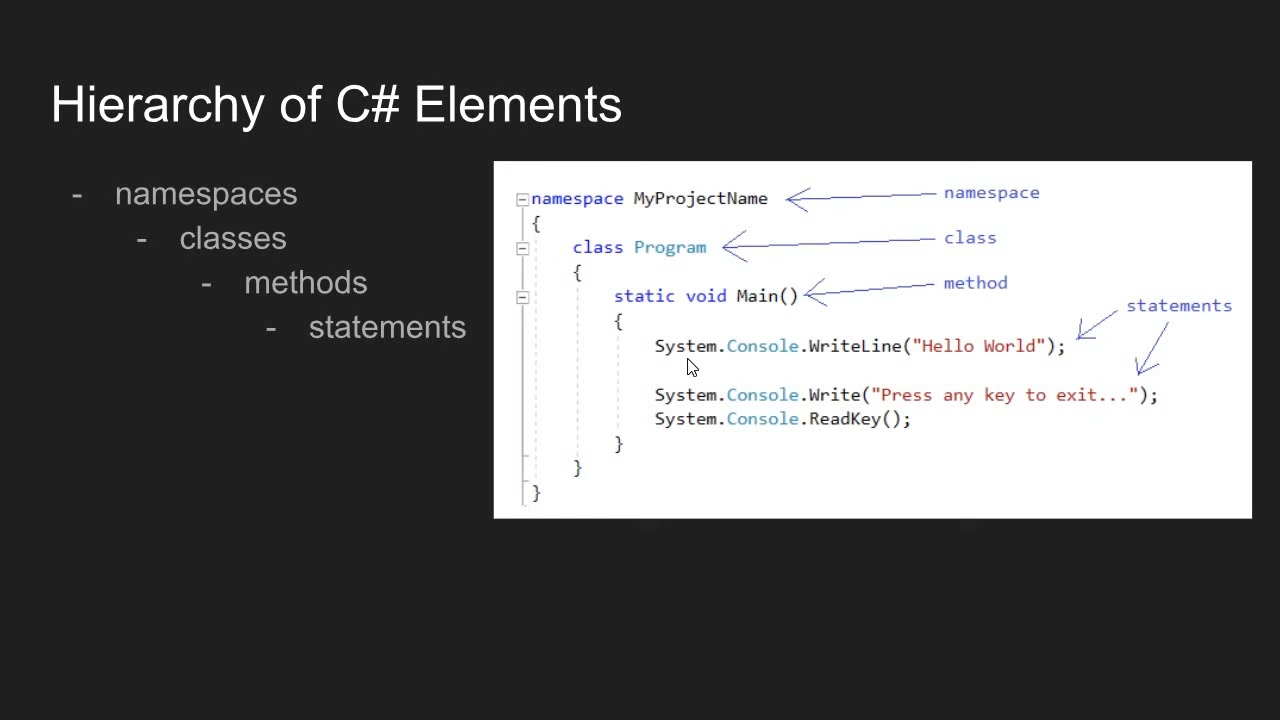 Hierarchy of C# Elements
- namespaces
- classes
- methods
- statements
namespace MyProjectName
namespace
{
class Program
class
{
static void Main()
method
{
statements
System.Console.WriteLine("Hello World");
System.Console.Write("Press any key to exit...");
System.Console.ReadKey();
}
}
}